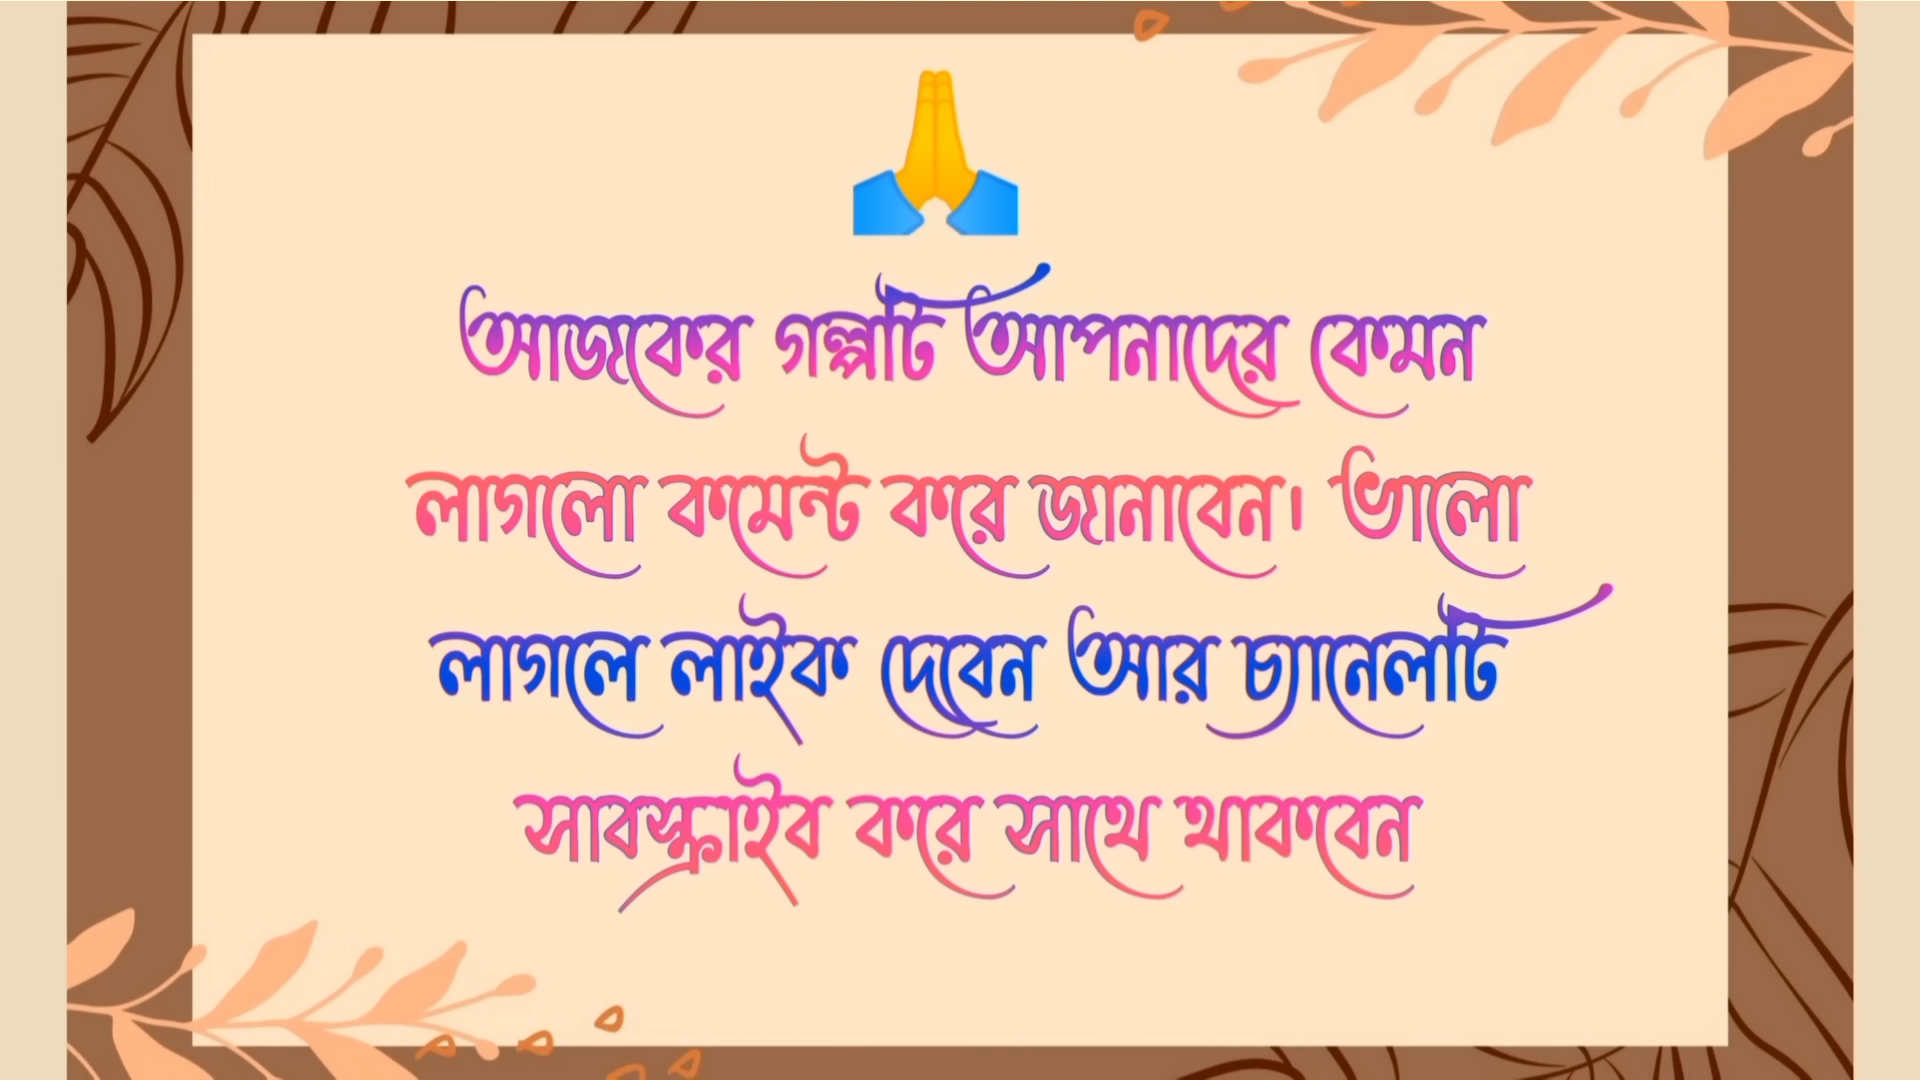 আজকের গল্পটি আপনাদের কেমন
লাগলো কমেন্ট করে জানাবেন। ভালো
লাগলে লাইক দেবেন আর চ্যানেলটি
সাবস্ক্রাইব করে সাথে থাকবেন